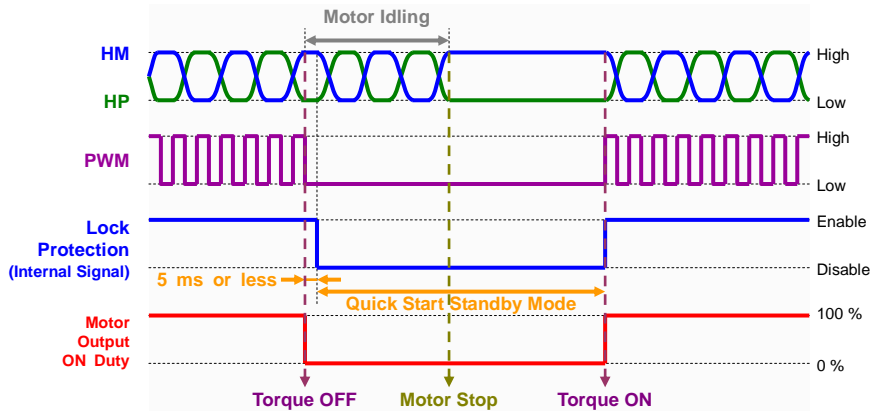 Motor Idling
HM
High
HP
Low
PWM
High
Low
Lock
Protection
(Internal Signal)
Enable
Disable
5 ms or less
Quick Start Standby Mode
Motor
Output
ON Duty
100 %
0 %
Torque OFF
Motor Stop
Torque ON